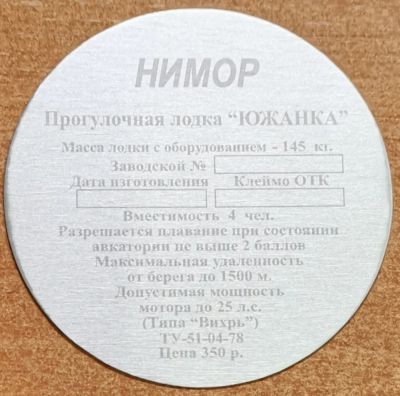 НИМОР
Прогулочная лодка “ЮЖАНКА”
Масса лодки с оборудованием - 145 кг.
Заводской №
Дата изготовления Клеймо ОТК
Вместимость 4 чел.
Разрешается плавание при состоянии
авкатории не выше 2 баллов
Максимальная удаленность
от берега до 1500 м.
Допустимая мощность
мотора до 25 л.с.
(Типа “Вихрь”)
ТУ-51-04-78
Цена 350 р.